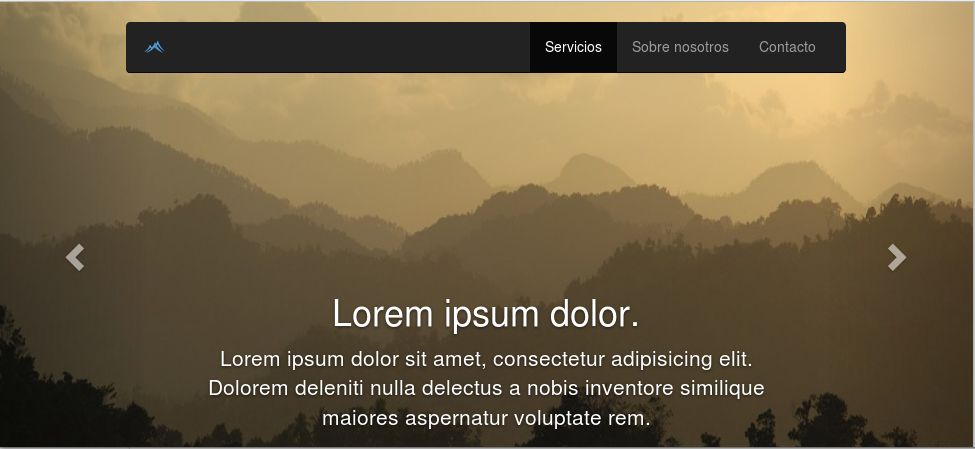 Servicios Sobre nosotros Contacto
Lorem ipsum dolor.
Lorem ipsum dolor sit amet, consectetur adipisicing elit.
Dolorem deleniti nulla delectus a nobis inventore similique
maiores aspernatur voluptate rem.